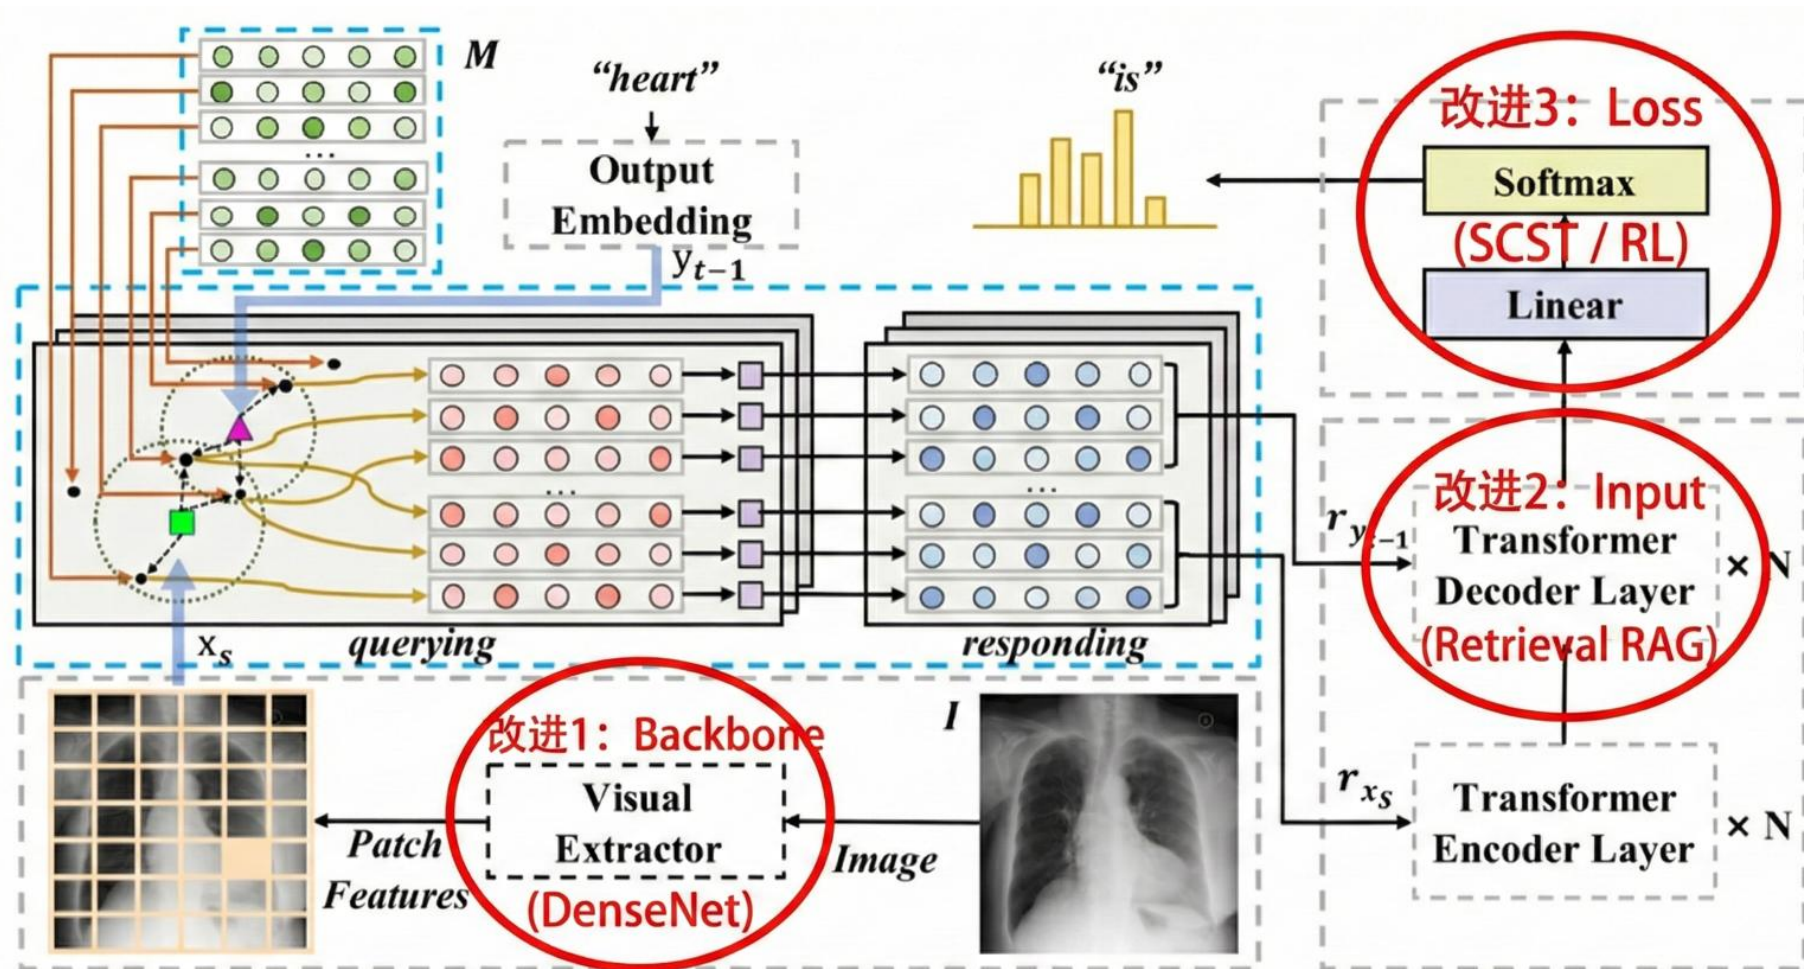 M
“heart”
Output
Embedding
y_{t-1}
“is”
改进3：Loss
Softmax
(SCST / RL)
Linear
...
...
...
querying
responding
x_s
r_{y_{t-1}}
改进2：Input
Transformer
Decoder Layer
× N
(Retrieval RAG)
r_{x_s}
Transformer
Encoder Layer
× N
改进1：Backbone
Visual
Extractor
(DenseNet)
Patch
Features
Image
I